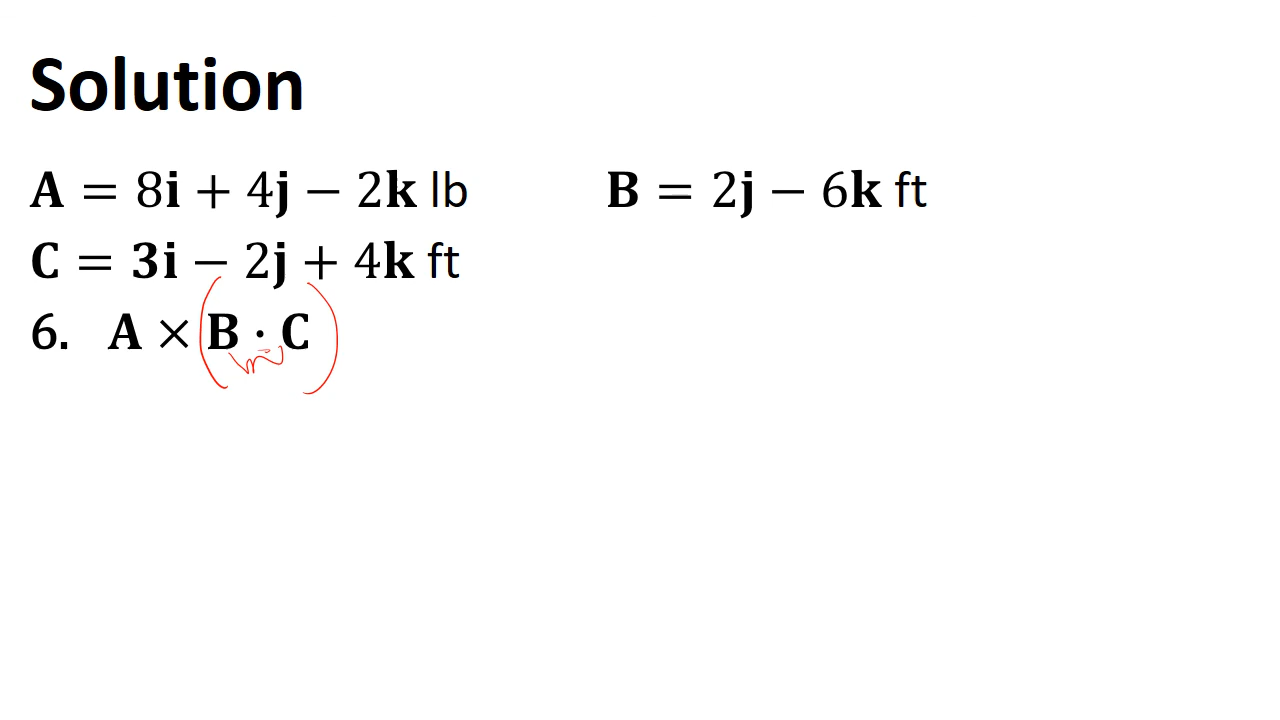 Solution
𝐀 = 8𝐢 + 4𝐣 − 2𝐤 lb 𝐁 = 2𝐣 − 6𝐤 ft
𝐂 = 𝟑𝐢 − 2𝐣 + 4𝐤 ft
6. 𝐀 × (𝐁 · 𝐂)